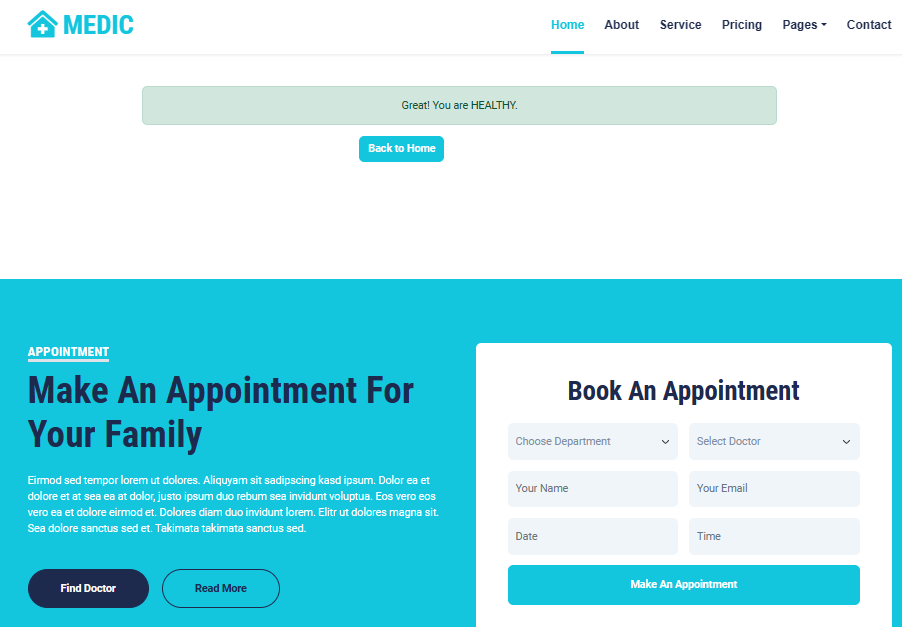 MEDIC
Home About Service Pricing Pages Contact
Great! You are HEALTHY.
Back to Home
APPOINTMENT
Make An Appointment For
Your Family
Eirmod sed tempor lorem ut dolores. Aliquyam sit sadipscing kasd ipsum. Dolor ea et
dolore et at sea ea at dolor, justo ipsum duo rebum sea invidunt voluptua. Eos vero eos
vero ea et dolore eirmod et. Dolores diam duo invidunt lorem. Elitr ut dolores magna sit.
Sea dolore sanctus sed et. Takimata takimata sanctus sed.
Find Doctor Read More
Book An Appointment
Choose Department Select Doctor
Your Name Your Email
Date Time
Make An Appointment